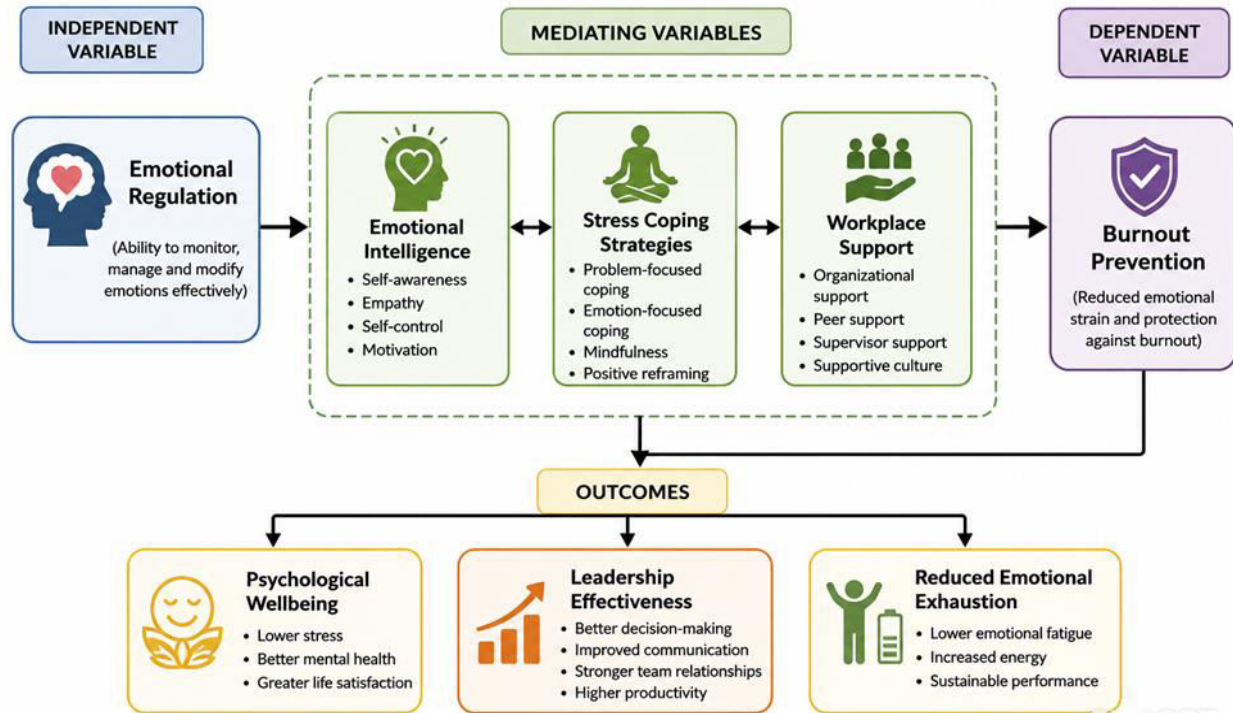 INDEPENDENT
VARIABLE
MEDIATING VARIABLES
DEPENDENT
VARIABLE
Emotional
Regulation
(Ability to monitor,
manage and modify
emotions effectively)
Emotional
Intelligence
• Self-awareness
• Empathy
• Self-control
• Motivation
Stress Coping
Strategies
• Problem-focused
coping
• Emotion-focused
coping
• Mindfulness
• Positive reframing
Workplace
Support
• Organizational
support
• Peer support
• Supervisor support
• Supportive culture
Burnout
Prevention
(Reduced emotional
strain and protection
against burnout)
OUTCOMES
Psychological
Wellbeing
• Lower stress
• Better mental health
• Greater life satisfaction
Leadership
Effectiveness
• Better decision-making
• Improved communication
• Stronger team relationships
• Higher productivity
Reduced Emotional
Exhaustion
• Lower emotional fatigue
• Increased energy
• Sustainable performance